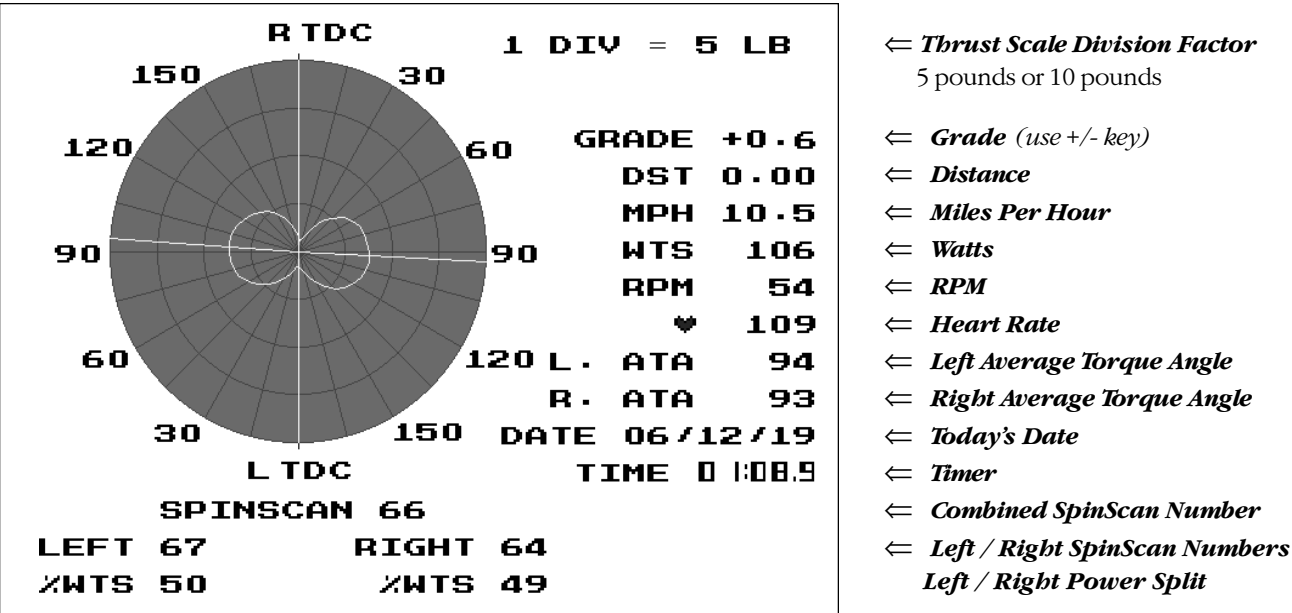 R TDC
1 DIV = 5 LB
⇐ Thrust Scale Division Factor
150
30
5 pounds or 10 pounds
120
60
GRADE +0.6
⇐ Grade (use +/- key)
DST 0.00
⇐ Distance
MPH 10.5
⇐ Miles Per Hour
90
90
WTS 106
⇐ Watts
RPM 54
⇐ RPM
♥ 109
⇐ Heart Rate
60
120
L. ATA 94
⇐ Left Average Torque Angle
R. ATA 93
⇐ Right Average Torque Angle
30
150
DATE 06/12/19
⇐ Today's Date
L TDC
TIME 01:08.9
⇐ Timer
SPINSCAN 66
⇐ Combined SpinScan Number
LEFT 67 RIGHT 64
⇐ Left / Right SpinScan Numbers
%WTS 50 %WTS 49
Left / Right Power Split